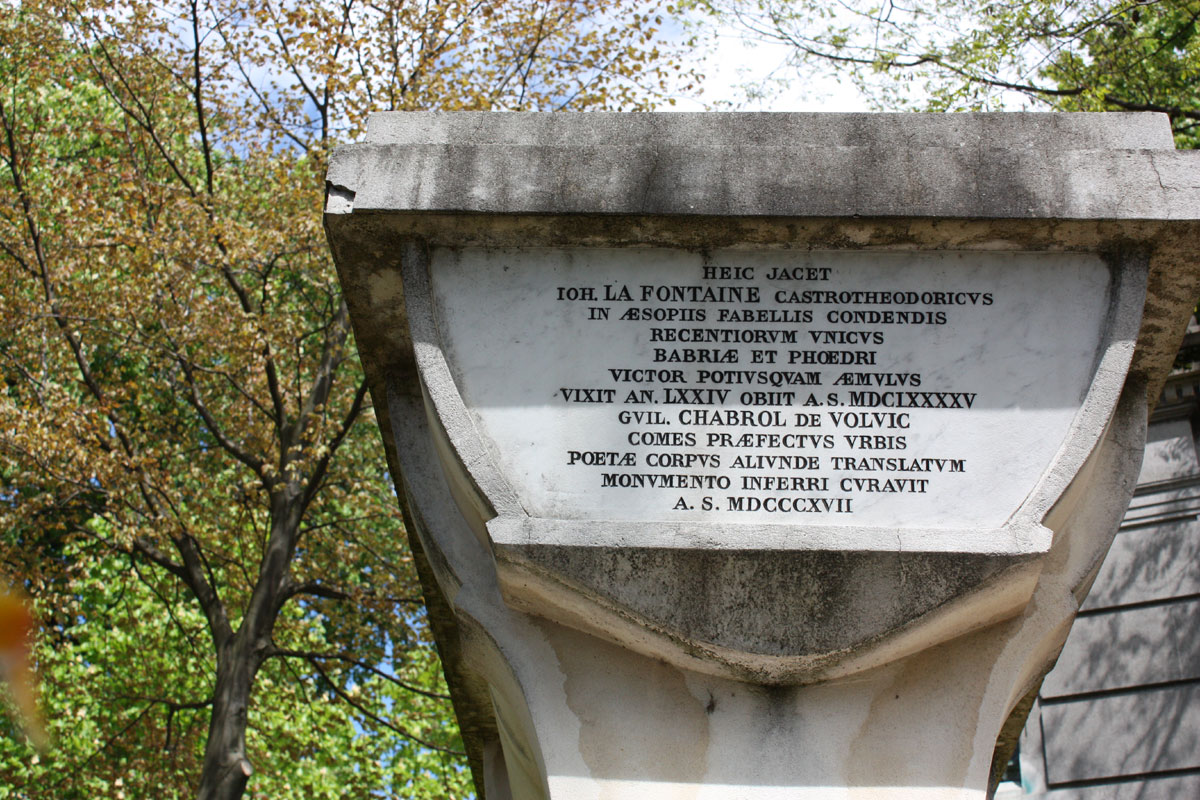 HEIC JACET
IOH. LA FONTAINE CASTROTHEODORICVS
IN ÆSOPIIS FABELLIS CONDENDIS
RECENTIORVM VNICVS
BABRIÆ ET PHŒDRI
VICTOR POTIVSQVAM ÆMVLVS
VIXIT AN. LXXIV OBIIT A. S. MDCLXXXXV
GVIL. CHABROL DE VOLVIC
COMES PRÆFECTVS VRBIS
POETÆ CORPVS ALIVNDE TRANSLATVM
MONVMENTO INFERRI CVRAVIT
A. S. MDCCCXVII